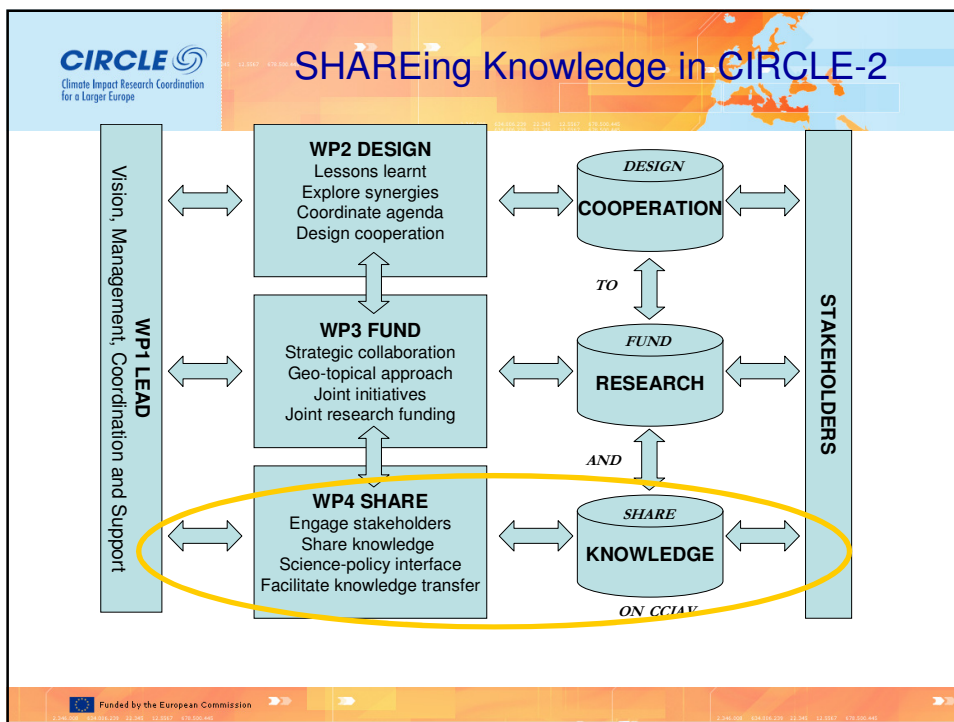 CIRCLE
Climate Impact Research Coordination
for a Larger Europe
SHAREing Knowledge in CIRCLE-2
WP1 LEAD
Vision, Management, Coordination and Support
WP2 DESIGN
Lessons learnt
Explore synergies
Coordinate agenda
Design cooperation
DESIGN
COOPERATION
TO
WP3 FUND
Strategic collaboration
Geo-topical approach
Joint initiatives
Joint research funding
FUND
RESEARCH
AND
WP4 SHARE
Engage stakeholders
Share knowledge
Science-policy interface
Facilitate knowledge transfer
SHARE
KNOWLEDGE
ON CCIAV
STAKEHOLDERS
Funded by the European Commission